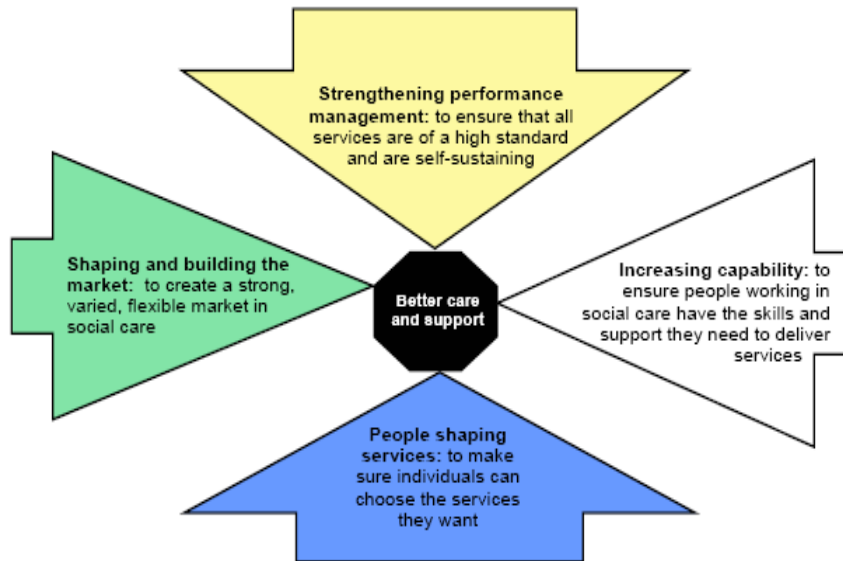 Strengthening performance
management: to ensure that all
services are of a high standard
and are self-sustaining
Shaping and building the
market:  to create a strong,
varied, flexible market in
social care
Better care
and support
Increasing capability: to
ensure people working in
social care have the skills and
support they need to deliver
services
People shaping
services: to make
sure individuals can
choose the services
they want